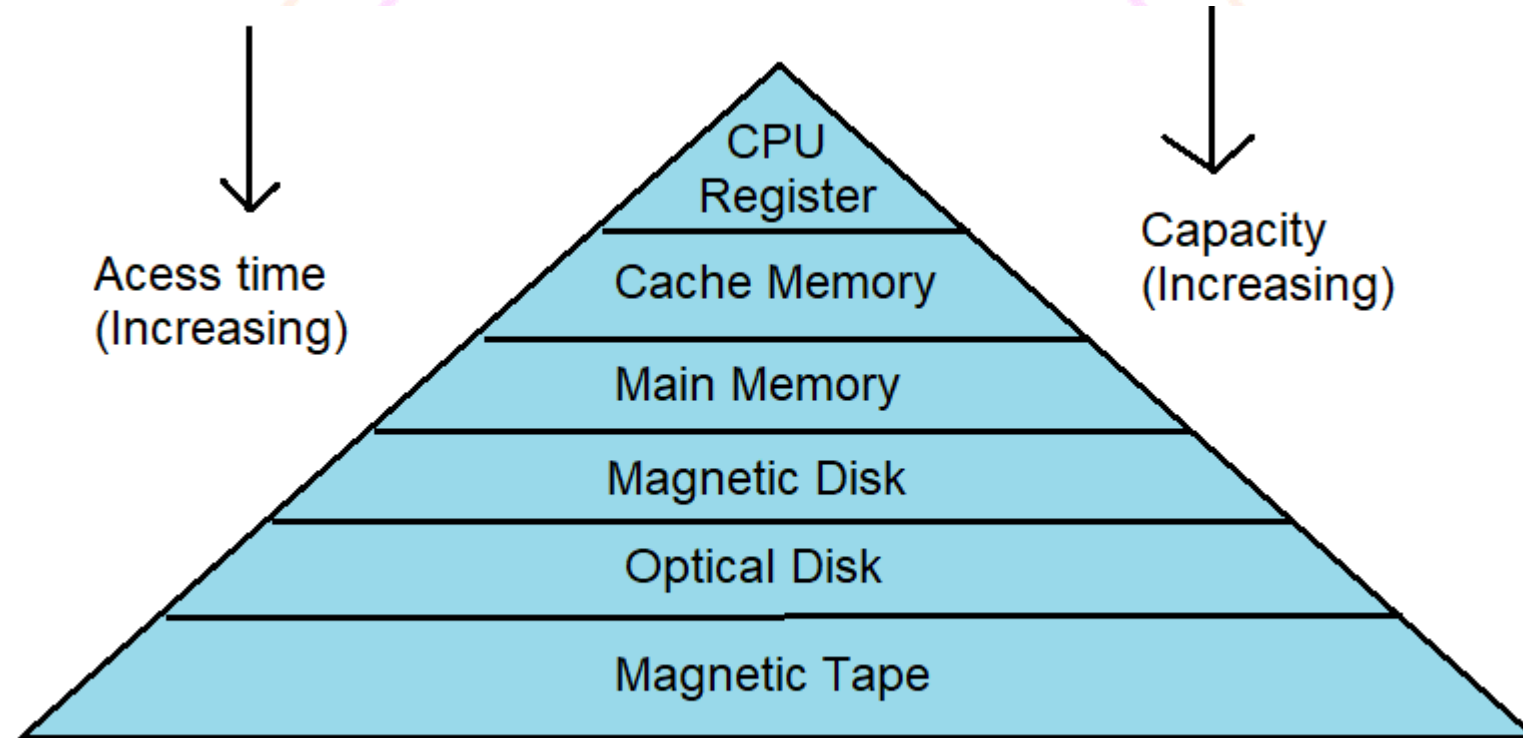 CPU
Register
Cache Memory
Main Memory
Magnetic Disk
Optical Disk
Magnetic Tape
Acess time
(Increasing)
Capacity
(Increasing)